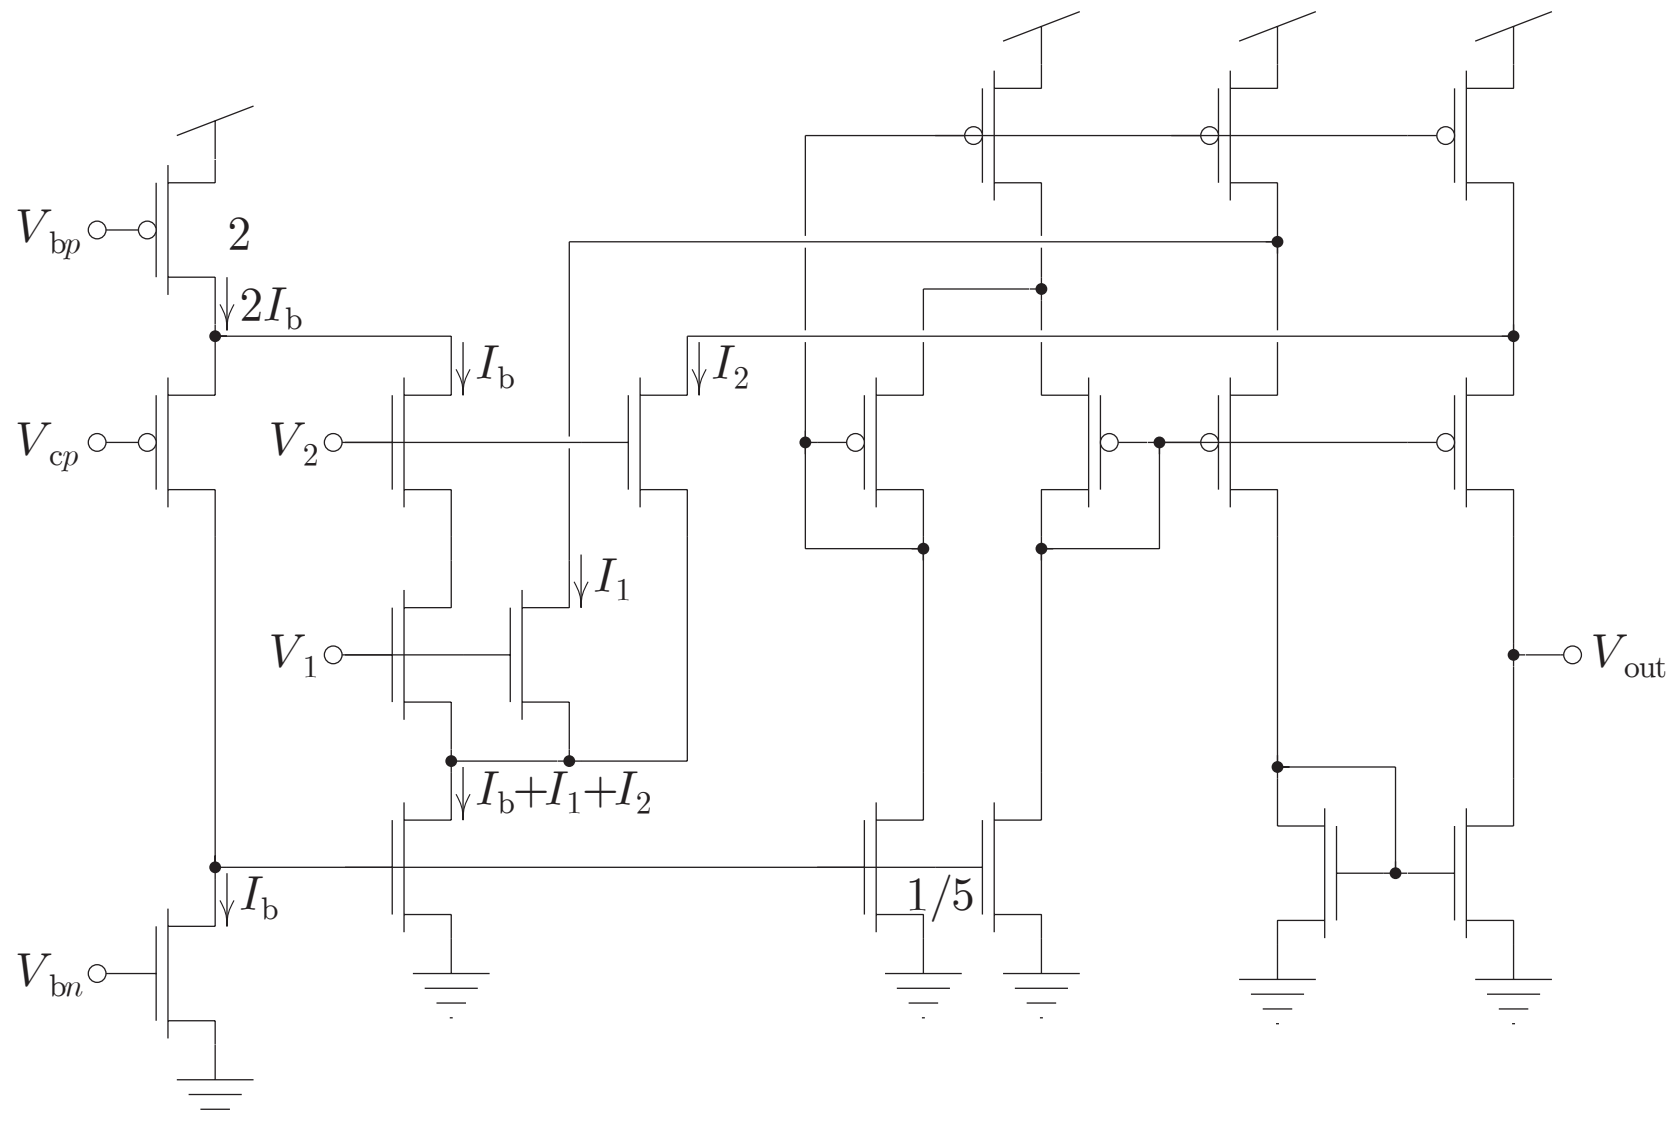 V_bp
2
2I_b
I_b
I_2
V_cp
V_2
I_1
V_1
V_out
I_b+I_1+I_2
I_b
1/5
V_bn